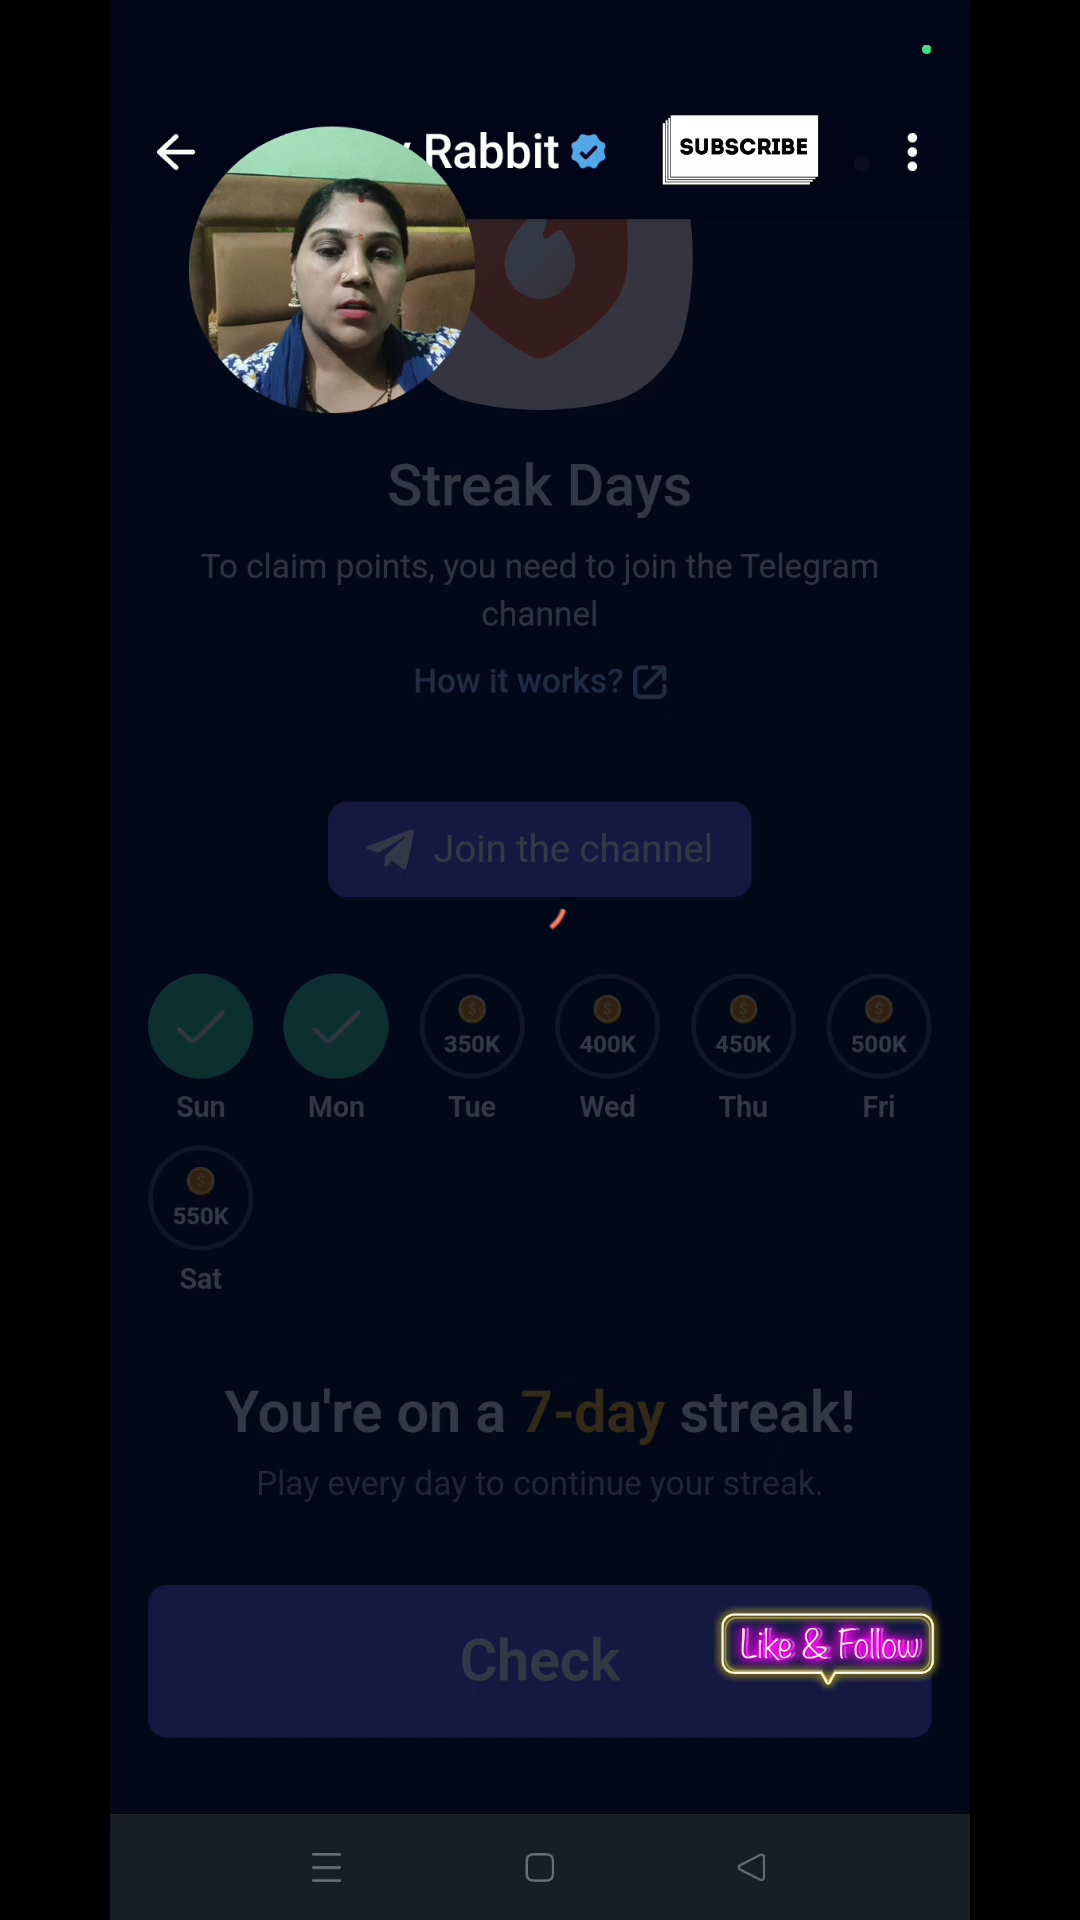 Rabbit
SUBSCRIBE
Streak Days
To claim points, you need to join the Telegram
channel
How it works?
Join the channel
350K 400K 450K 500K
Sun Mon Tue Wed Thu Fri
550K
Sat
You're on a 7-day streak!
Play every day to continue your streak.
Check
Like & Follow